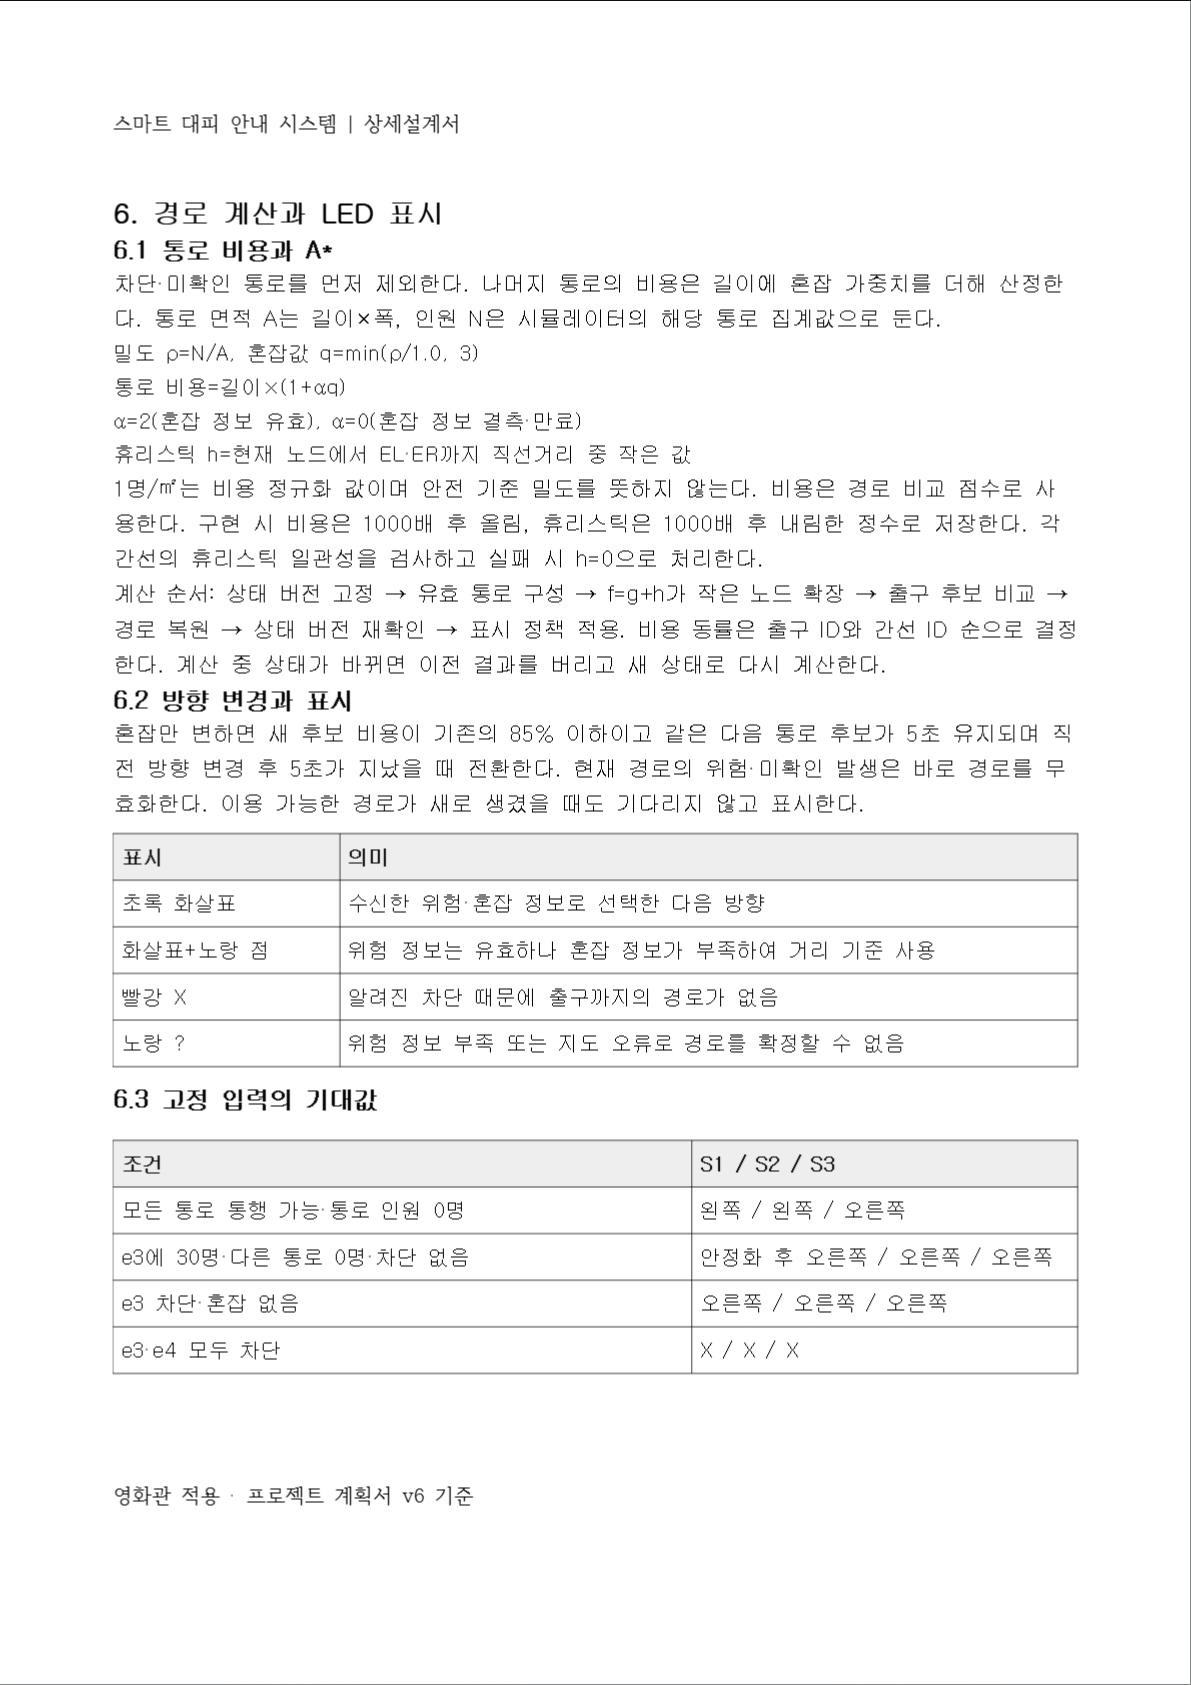 스마트 대피 안내 시스템 | 상세설계서
6. 경로 계산과 LED 표시
6.1 통로 비용과 A*
차단·미확인 통로를 먼저 제외한다. 나머지 통로의 비용은 길이에 혼잡 가중치를 더해 산정한
다. 통로 면적 A는 길이×폭, 인원 N은 시뮬레이터의 해당 통로 집계값으로 둔다.
밀도 ρ=N/A, 혼잡값 q=min(ρ/1.0, 3)
통로 비용=길이×(1+αq)
α=2(혼잡 정보 유효), α=0(혼잡 정보 결측·만료)
휴리스틱 h=현재 노드에서 EL·ER까지 직선거리 중 작은 값
1명/㎡는 비용 정규화 값이며 안전 기준 밀도를 뜻하지 않는다. 비용은 경로 비교 점수로 사
용한다. 구현 시 비용은 1000배 후 올림, 휴리스틱은 1000배 후 내림한 정수로 저장한다. 각
간선의 휴리스틱 일관성을 검사하고 실패 시 h=0으로 처리한다.
계산 순서: 상태 버전 고정 → 유효 통로 구성 → f=g+h가 작은 노드 확장 → 출구 후보 비교 →
경로 복원 → 상태 버전 재확인 → 표시 정책 적용. 비용 동률은 출구 ID와 간선 ID 순으로 결정
한다. 계산 중 상태가 바뀌면 이전 결과를 버리고 새 상태로 다시 계산한다.
6.2 방향 변경과 표시
혼잡만 변하면 새 후보 비용이 기존의 85% 이하이고 같은 다음 통로 후보가 5초 유지되며 직
전 방향 변경 후 5초가 지났을 때 전환한다. 현재 경로의 위험·미확인 발생은 바로 경로를 무
효화한다. 이용 가능한 경로가 새로 생겼을 때도 기다리지 않고 표시한다.
표시 의미
초록 화살표 수신한 위험·혼잡 정보로 선택한 다음 방향
화살표+노랑 점 위험 정보는 유효하나 혼잡 정보가 부족하여 거리 기준 사용
빨강 X 알려진 차단 때문에 출구까지의 경로가 없음
노랑 ? 위험 정보 부족 또는 지도 오류로 경로를 확정할 수 없음
6.3 고정 입력의 기대값
조건 S1 / S2 / S3
모든 통로 통행 가능·통로 인원 0명 왼쪽 / 왼쪽 / 오른쪽
e3에 30명·다른 통로 0명·차단 없음 안정화 후 오른쪽 / 오른쪽 / 오른쪽
e3 차단·혼잡 없음 오른쪽 / 오른쪽 / 오른쪽
e3·e4 모두 차단 X / X / X
영화관 적용 · 프로젝트 계획서 v6 기준